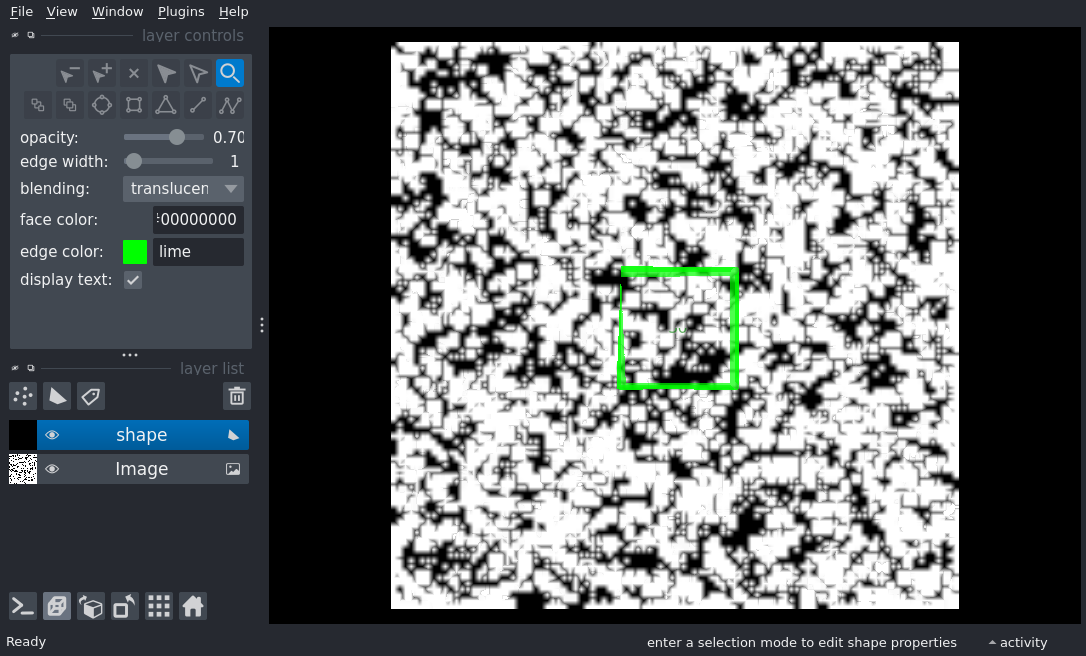 File View Window Plugins Help
layer controls
opacity: 0.70
edge width: 1
blending: translucen
face color: 00000000
edge color: lime
display text:
layer list
shape
Image
Ready
enter a selection mode to edit shape properties
activity